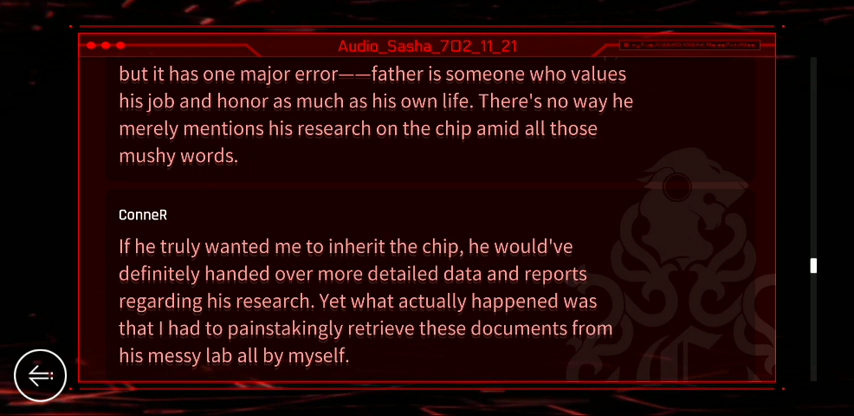 Audio_Sasha_702_11_21
but it has one major error——father is someone who values
his job and honor as much as his own life. There's no way he
merely mentions his research on the chip amid all those
mushy words.
ConneR
If he truly wanted me to inherit the chip, he would've
definitely handed over more detailed data and reports
regarding his research. Yet what actually happened was
that I had to painstakingly retrieve these documents from
his messy lab all by myself.